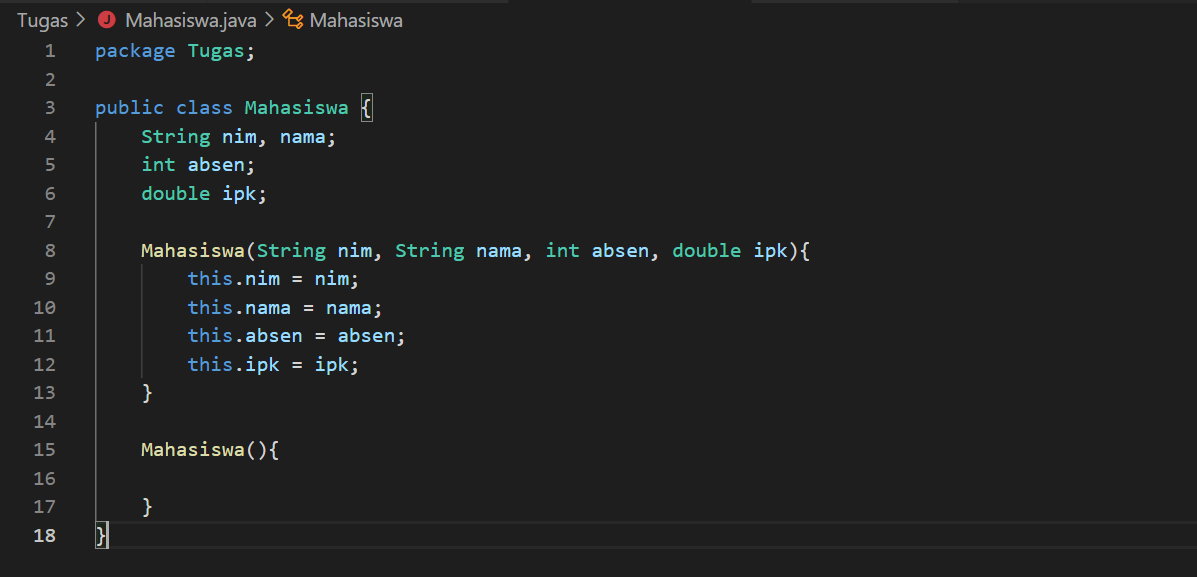 Tugas > Mahasiswa.java > Mahasiswa
1 package Tugas;
2
3 public class Mahasiswa {
4     String nim, nama;
5     int absen;
6     double ipk;
7
8     Mahasiswa(String nim, String nama, int absen, double ipk){
9         this.nim = nim;
10         this.nama = nama;
11         this.absen = absen;
12         this.ipk = ipk;
13     }
14
15     Mahasiswa(){
16
17     }
18 }